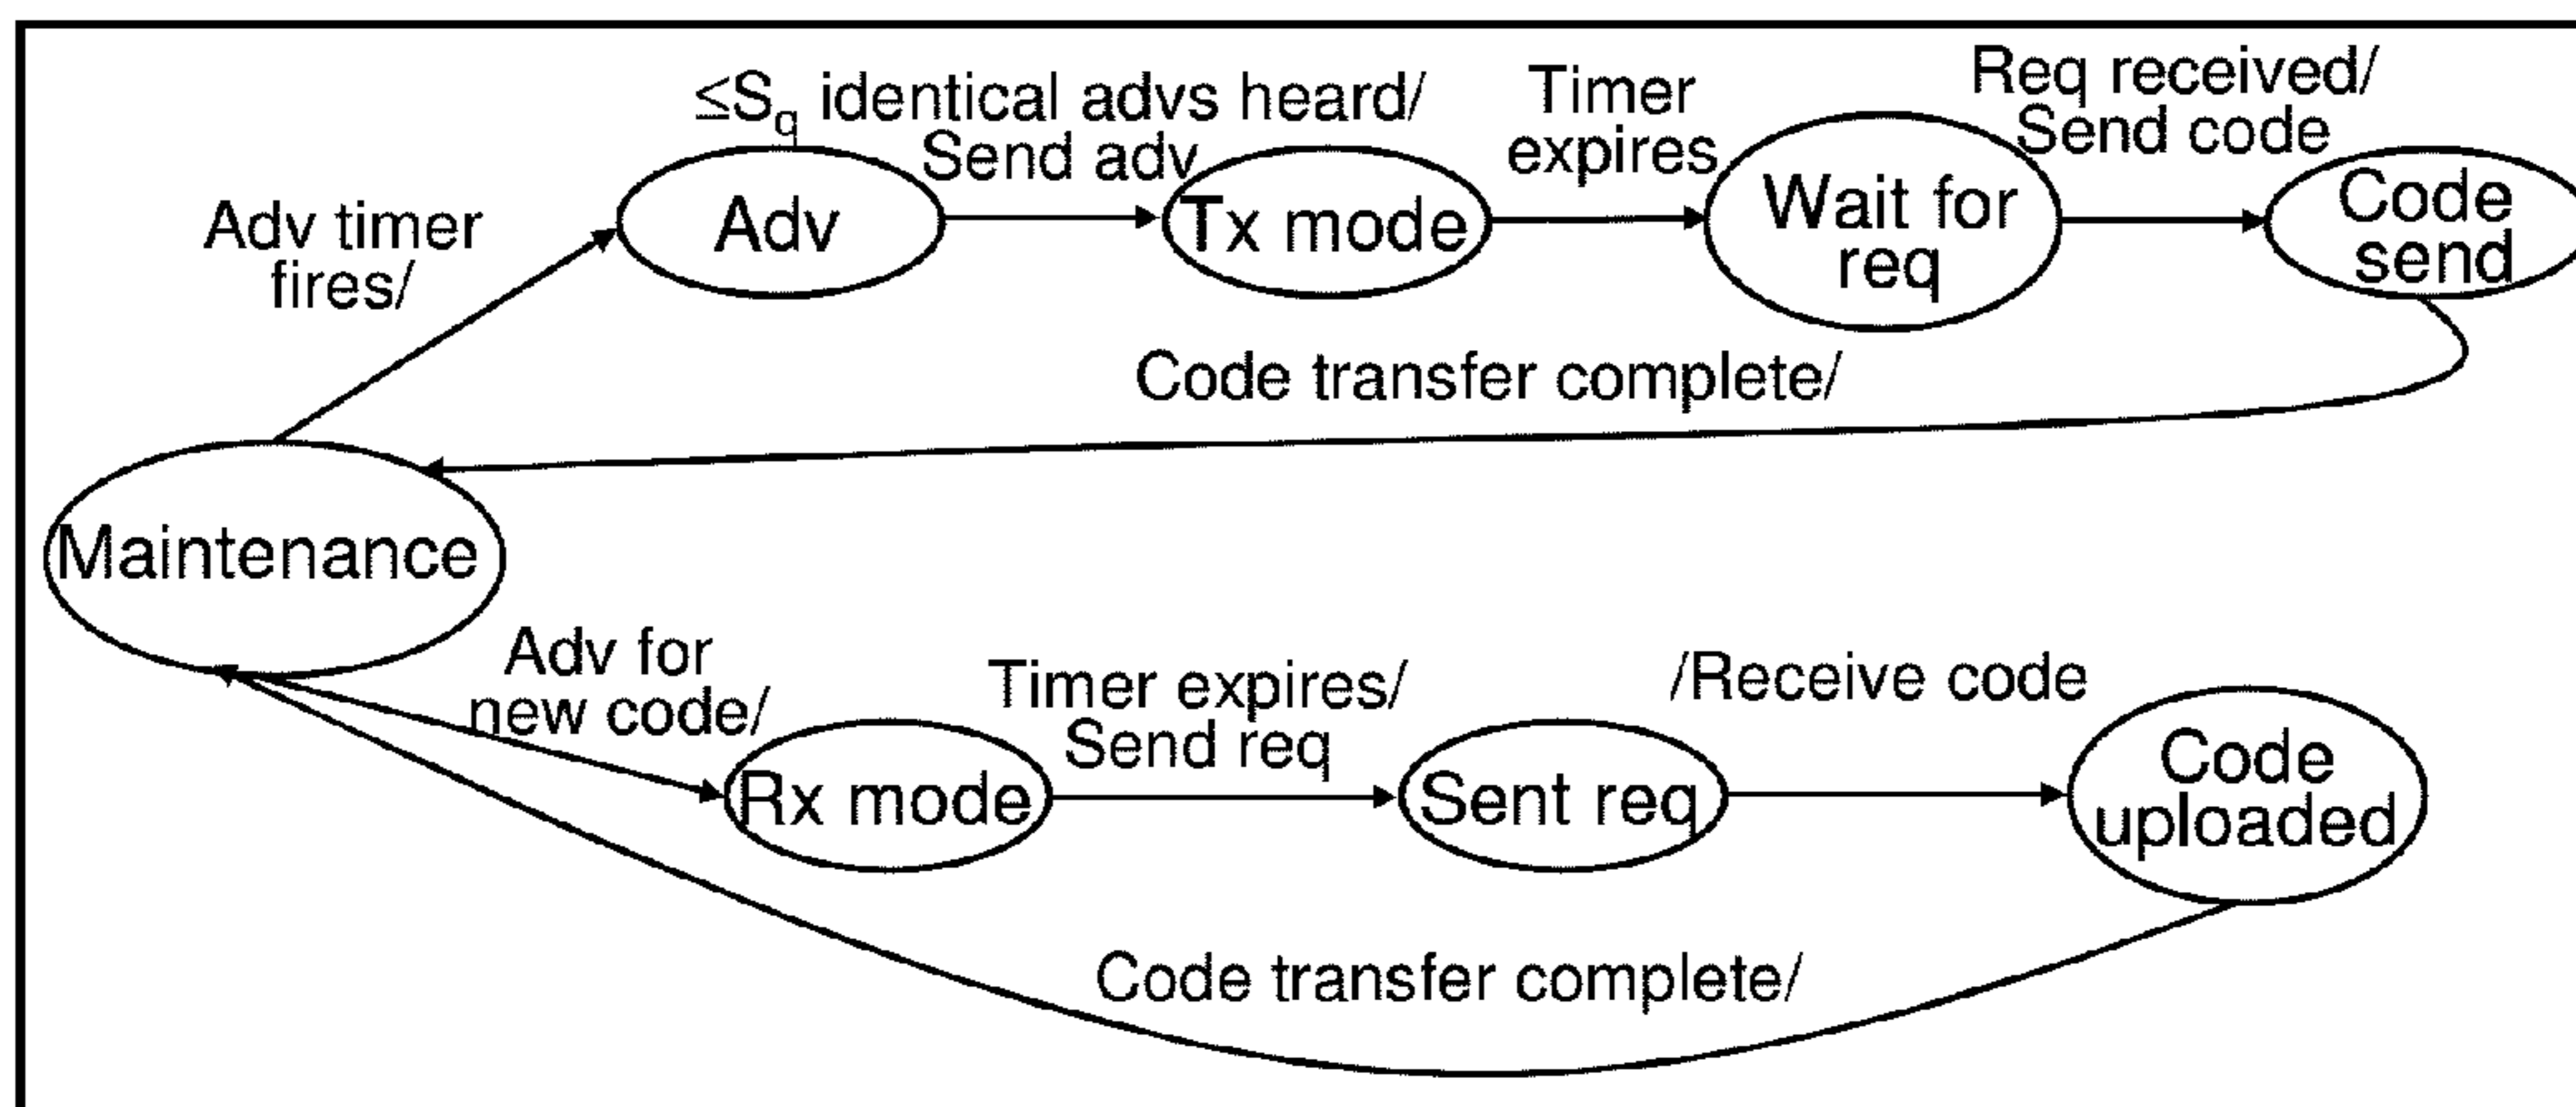 ≤Sq identical advs heard/
Send adv
Timer
expires
Req received/
Send code
Adv timer
fires/
Adv
Tx mode
Wait for
req
Code
send
Code transfer complete/
Maintenance
Adv for
new code/
Timer expires/
Send req
/Receive code
Rx mode
Sent req
Code
uploaded
Code transfer complete/